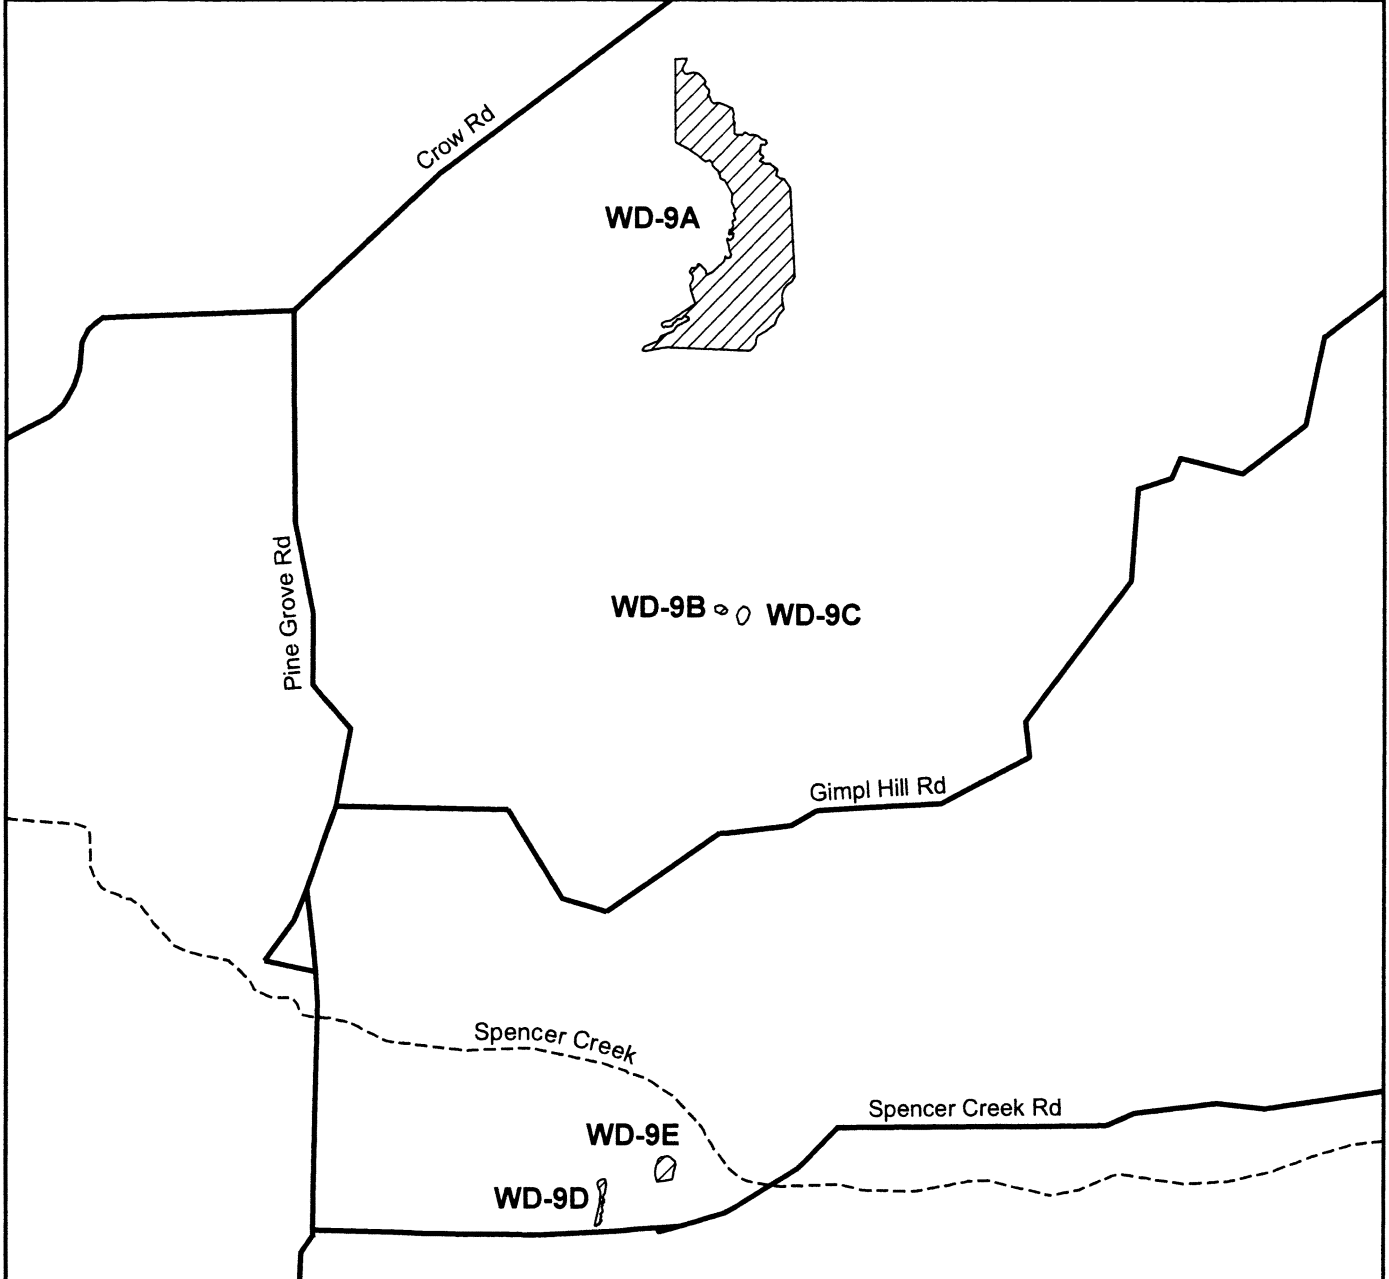 Crow Rd
WD-9A
Pine Grove Rd
WD-9B
WD-9C
Gimpl Hill Rd
Spencer Creek
Spencer Creek Rd
WD-9E
WD-9D